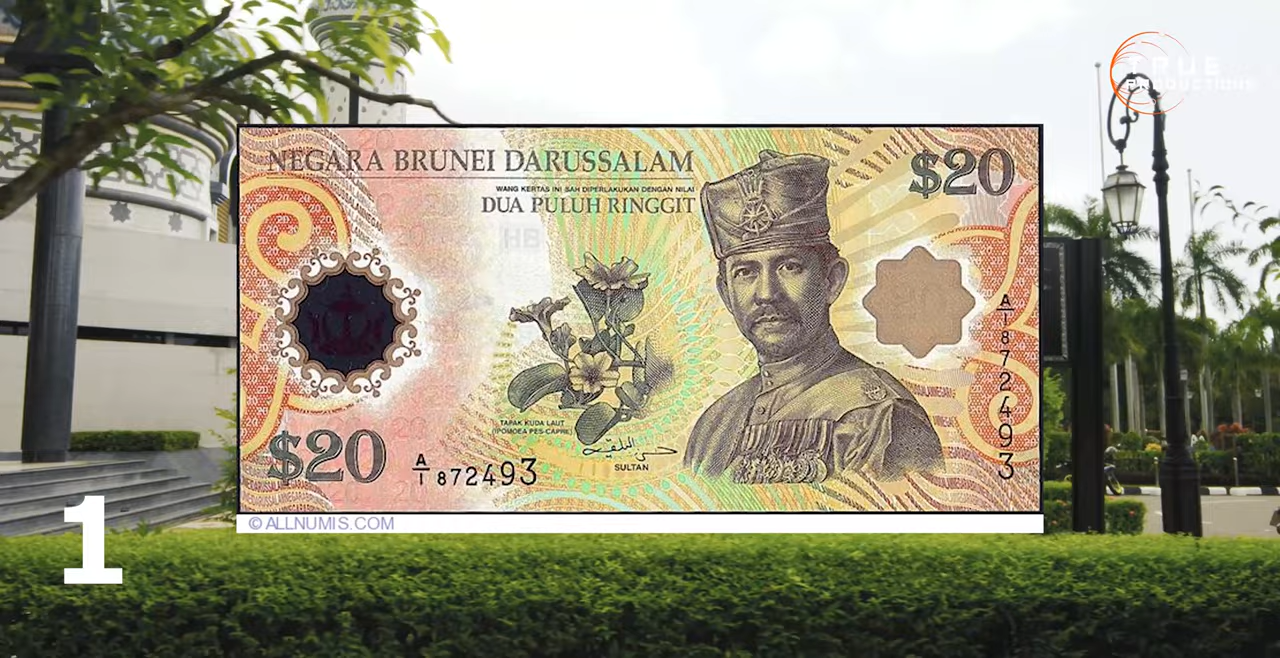 TRUE
PRODUCTIONS
NEGARA BRUNEI DARUSSALAM
$20
WANG KERTAS INI SAH DIPERLAKUKAN DENGAN NILAI
DUA PULUH RINGGIT
A/1 872493
TAPAK KUDA LAUT
(IPOMOEA PES-CAPRE)
SULTAN
$20
A/1 872493
1
© ALLNUMIS.COM